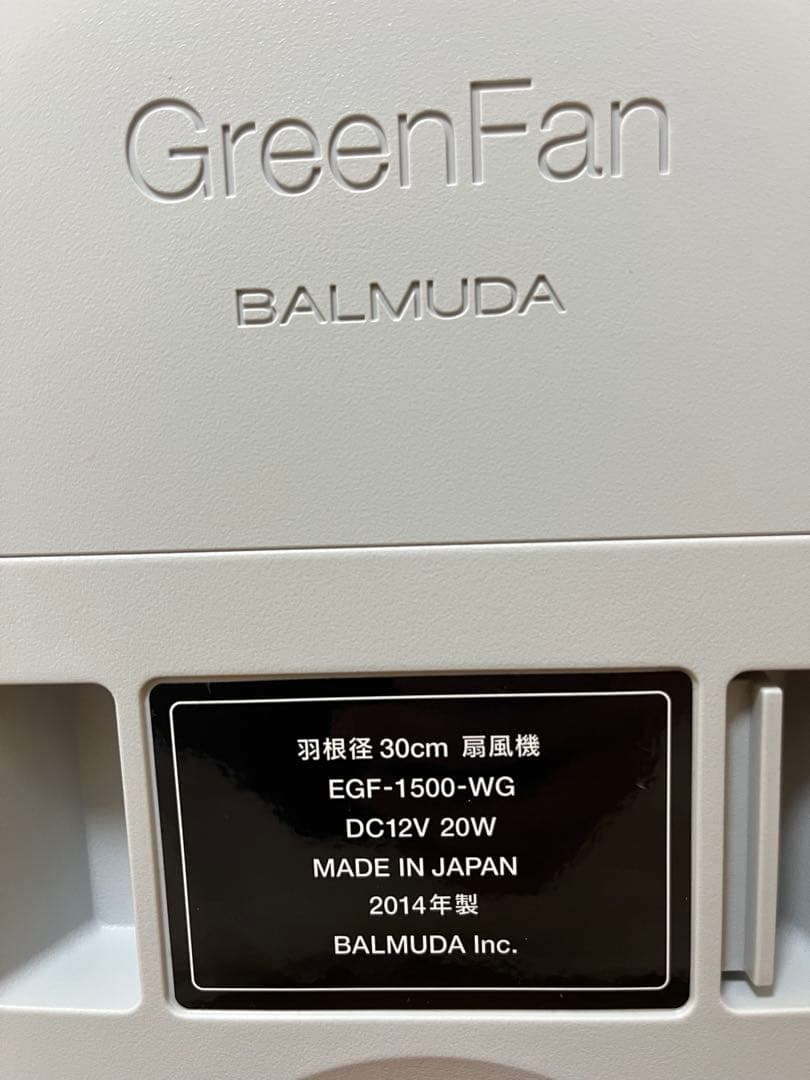 GreenFan
BALMUDA
羽根径 30cm 扇風機
EGF-1500-WG
DC12V 20W
MADE IN JAPAN
2014年製
BALMUDA Inc.